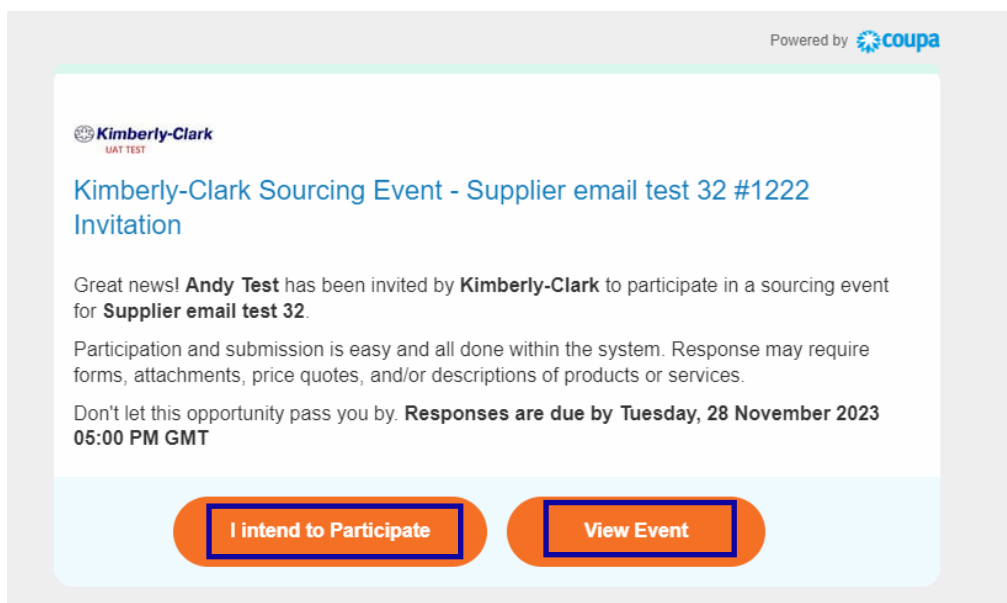 Powered by coupa
Kimberly-Clark
UAT TEST
Kimberly-Clark Sourcing Event - Supplier email test 32 #1222
Invitation
Great news! Andy Test has been invited by Kimberly-Clark to participate in a sourcing event
for Supplier email test 32.
Participation and submission is easy and all done within the system. Response may require
forms, attachments, price quotes, and/or descriptions of products or services.
Don't let this opportunity pass you by. Responses are due by Tuesday, 28 November 2023
05:00 PM GMT
I intend to Participate View Event